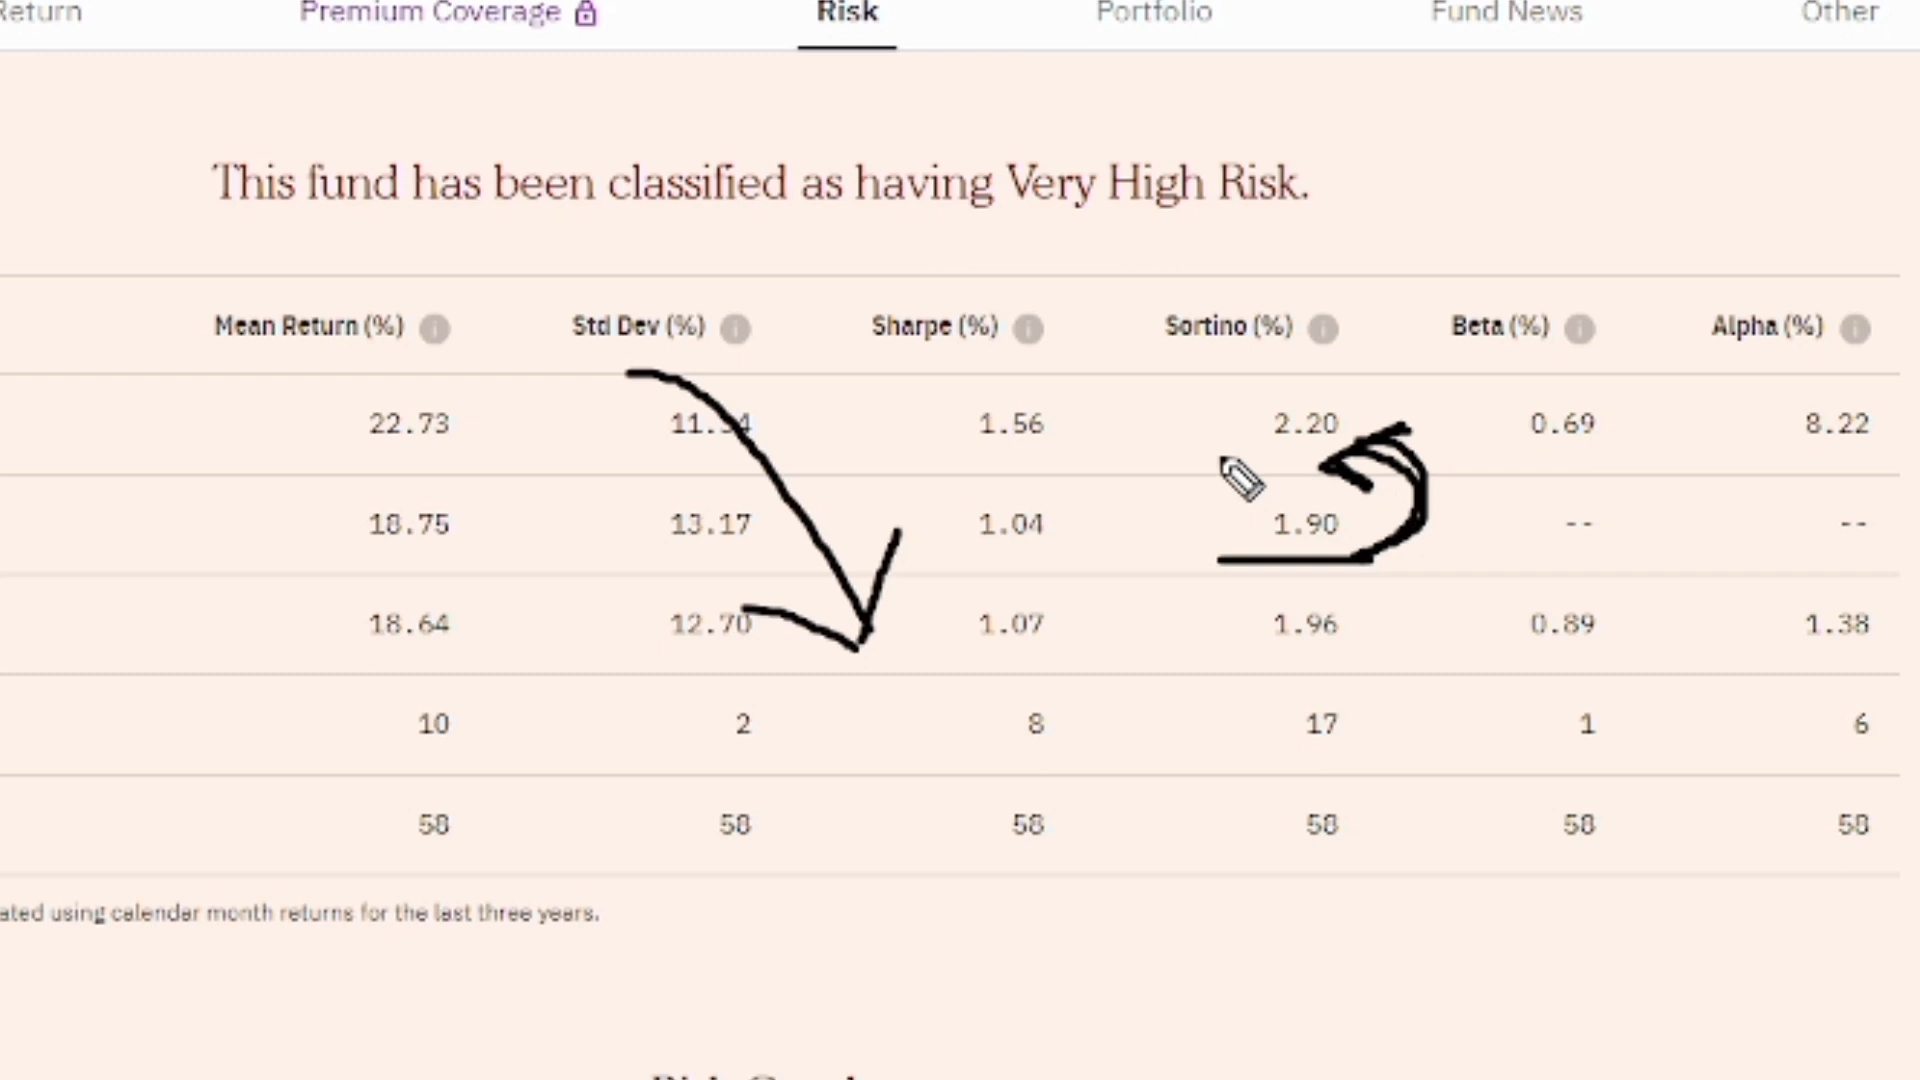 Return Premium Coverage Risk Portfolio Fund News Other
This fund has been classified as having Very High Risk.
Mean Return (%) Std Dev (%) Sharpe (%) Sortino (%) Beta (%) Alpha (%)
22.73 1.56 2.20 0.69 8.22
18.75 13.17 1.04 1.90 -- --
18.64 12.70 1.07 1.96 0.89 1.38
10 2 8 17 1 6
58 58 58 58 58 58
ated using calendar month returns for the last three years.